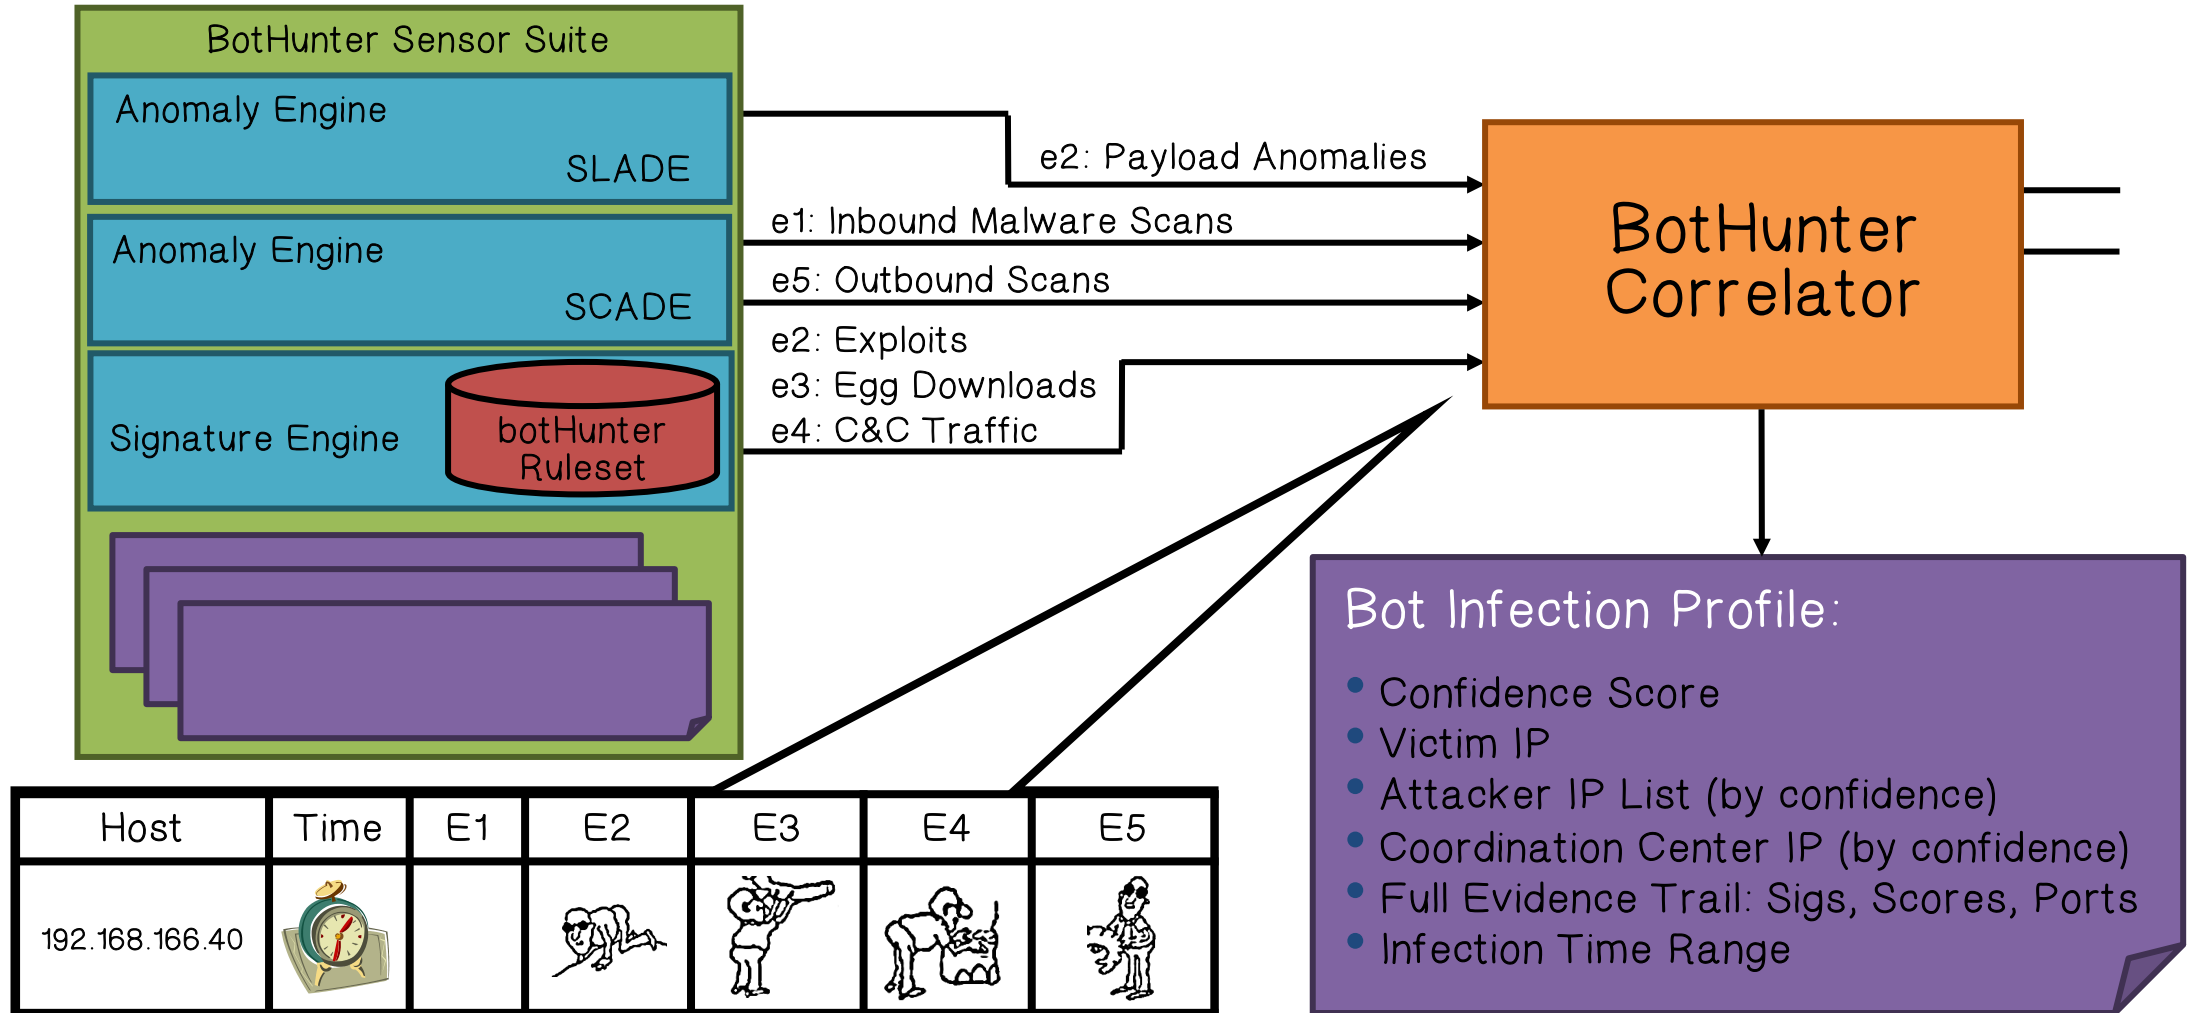 BotHunter Sensor Suite
Anomaly Engine
SLADE
Anomaly Engine
SCADE
Signature Engine
botHunter
Ruleset
e2: Payload Anomalies
e1: Inbound Malware Scans
e5: Outbound Scans
e2: Exploits
e3: Egg Downloads
e4: C&C Traffic
BotHunter
Correlator
Bot Infection Profile:
• Confidence Score
• Victim IP
• Attacker IP List (by confidence)
• Coordination Center IP (by confidence)
• Full Evidence Trail: Sigs, Scores, Ports
• Infection Time Range
Host Time E1 E2 E3 E4 E5
192.168.166.40